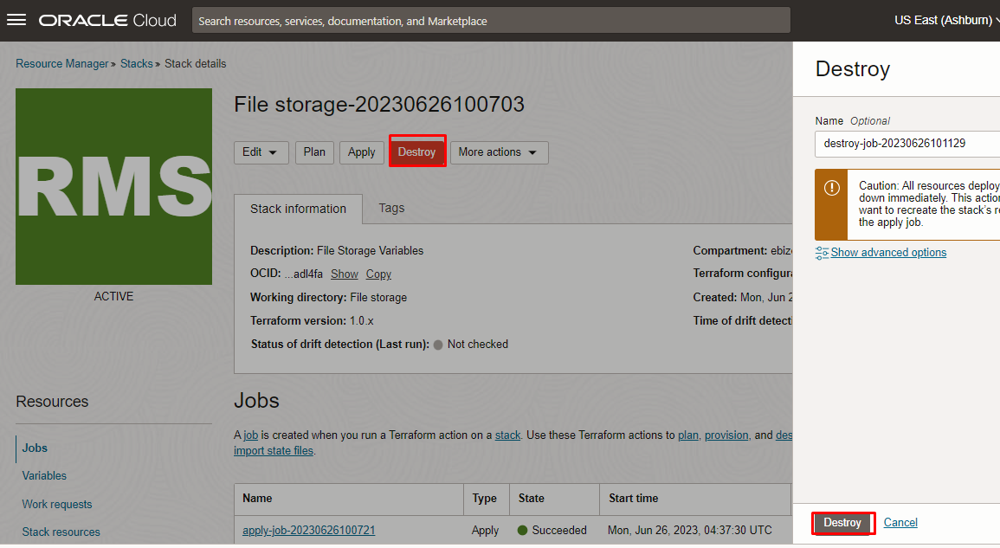 ORACLE Cloud
Search resources, services, documentation, and Marketplace
US East (Ashburn)
Resource Manager » Stacks » Stack details
RMS
ACTIVE
File storage-20230626100703
Edit Plan Apply Destroy More actions
Stack information Tags
Description: File Storage Variables
OCID: ...adl4fa Show Copy
Working directory: File storage
Terraform version: 1.0.x
Status of drift detection (Last run): Not checked
Compartment: ebiz
Terraform configura
Created: Mon, Jun 2
Time of drift detecti
Resources
Jobs
Variables
Work requests
Stack resources
Jobs
A job is created when you run a Terraform action on a stack. Use these Terraform actions to plan, provision, and des
import state files.
Name Type State Start time
apply-job-20230626100721 Apply Succeeded Mon, Jun 26, 2023, 04:37:30 UTC
Destroy
Name Optional
destroy-job-20230626101129
Caution: All resources deploy
down immediately. This action
want to recreate the stack's re
the apply job.
Show advanced options
Destroy Cancel